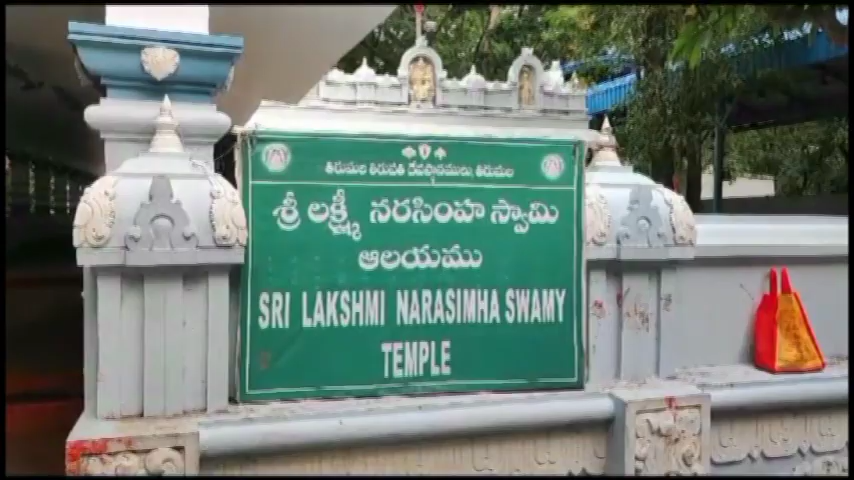 తిరుమల తిరుపతి దేవస్థానములు, తిరుమల
శ్రీ లక్ష్మీ నరసింహ స్వామి
ఆలయము
SRI LAKSHMI NARASIMHA SWAMY
TEMPLE